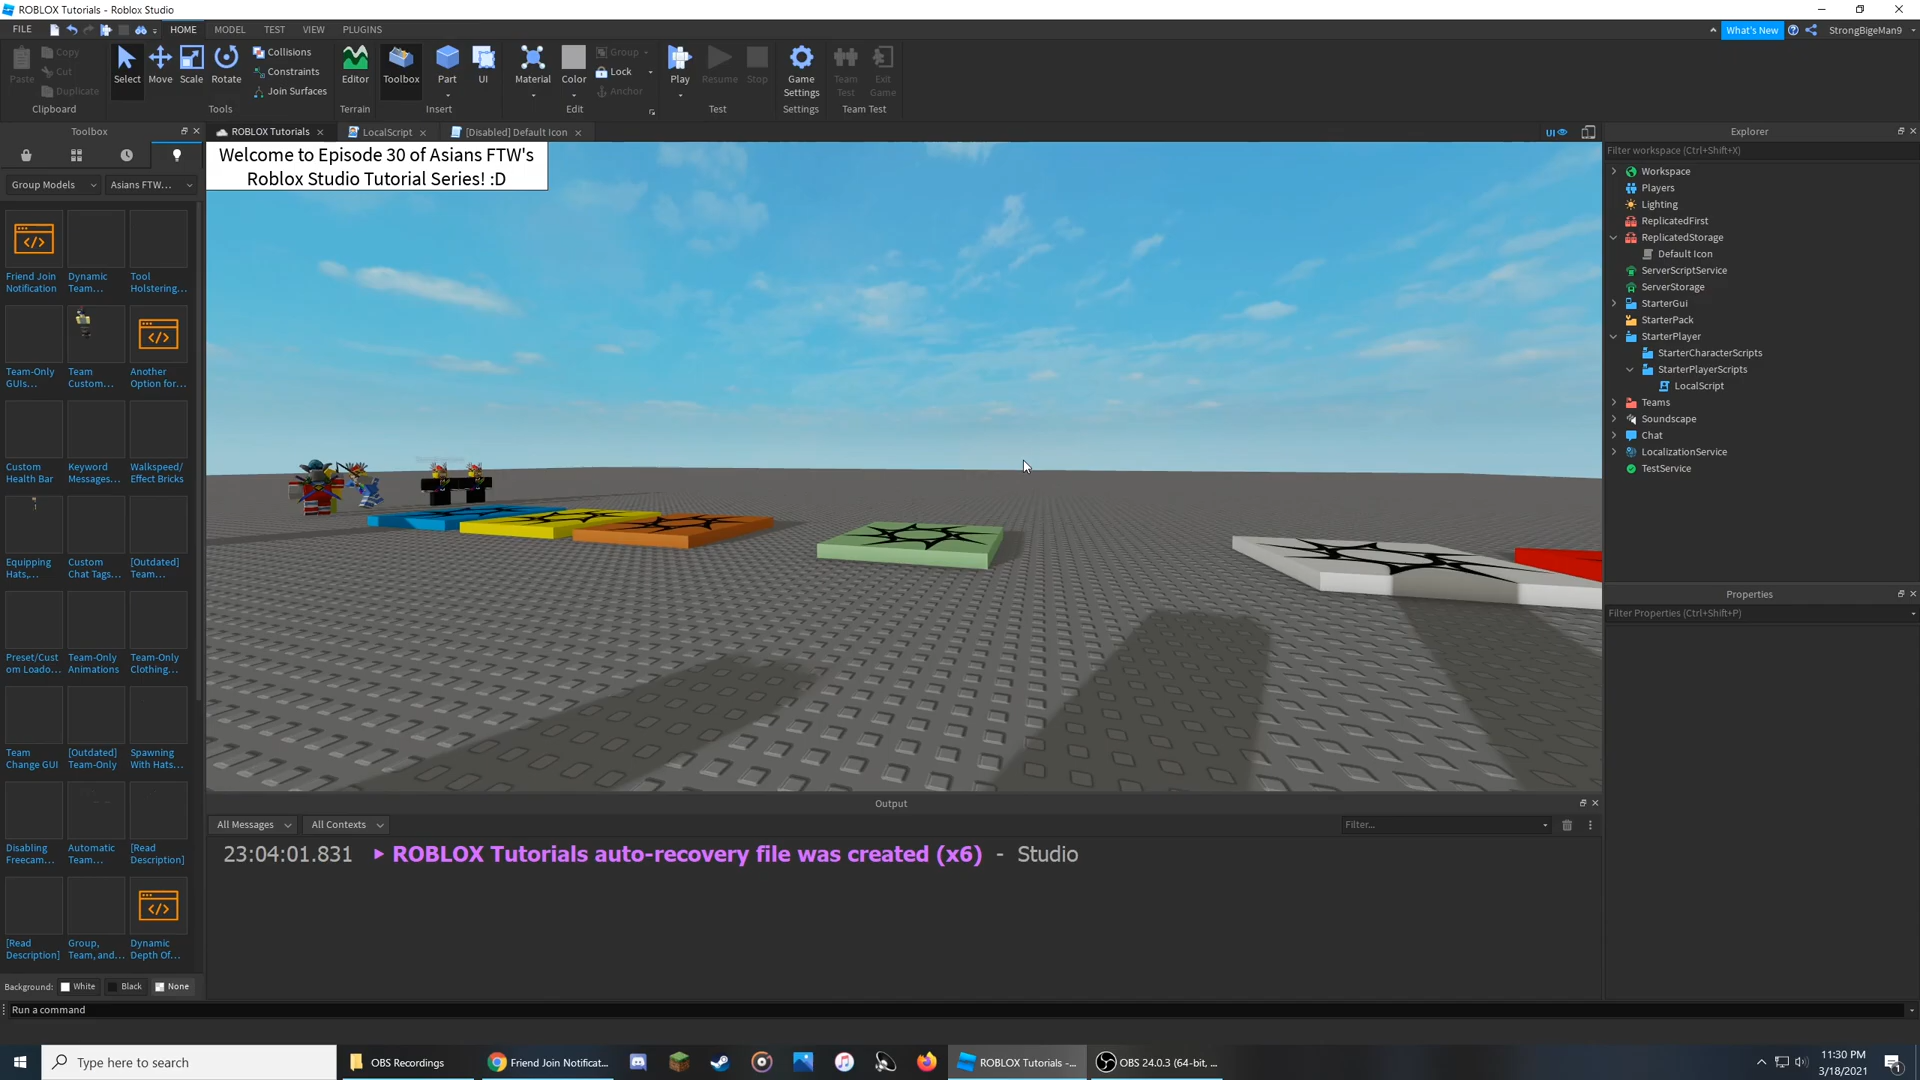 ROBLOX Tutorials - Roblox Studio
FILE HOME MODEL TEST VIEW PLUGINS
What's New
StrongBigeMan9
Paste
Copy
Cut
Duplicate
Clipboard
Select
Move
Scale
Rotate
Collisions
Constraints
Join Surfaces
Tools
Editor
Terrain
Toolbox
Part
UI
Insert
Material
Color
Group
Lock
Anchor
Edit
Play
Resume
Stop
Test
Game Settings
Settings
Team Test
Exit Game
Team Test
Toolbox
ROBLOX Tutorials
LocalScript
[Disabled] Default Icon
UI
Group Models
Asians FTW...
Friend Join Notification
Dynamic Team...
Tool Holstering...
Team-Only GUIs...
Team Custom...
Another Option for...
Custom Health Bar
Keyword Messages...
Walkspeed/ Effect Bricks
Equipping Hats,...
Custom Chat Tags...
[Outdated] Team...
Preset/Cust om Loado...
Team-Only Animations
Team-Only Clothing...
Team Change GUI
[Outdated] Team-Only
Spawning With Hats...
Disabling Freecam...
Automatic Team...
[Read Description]
[Read Description]
Group, Team, and...
Dynamic Depth Of...
Background: White Black None
Welcome to Episode 30 of Asians FTW's
Roblox Studio Tutorial Series! :D
Explorer
Filter workspace (Ctrl+Shift+X)
Workspace
Players
Lighting
ReplicatedFirst
ReplicatedStorage
Default Icon
ServerScriptService
ServerStorage
StarterGui
StarterPack
StarterPlayer
StarterCharacterScripts
StarterPlayerScripts
LocalScript
Teams
Soundscape
Chat
LocalizationService
TestService
Properties
Filter Properties (Ctrl+Shift+P)
Output
All Messages
All Contexts
Filter...
23:04:01.831 ROBLOX Tutorials auto-recovery file was created (x6) - Studio
Run a command
Type here to search
OBS Recordings
Friend Join Notificat...
ROBLOX Tutorials -...
OBS 24.0.3 (64-bit, ...
11:30 PM
3/18/2021
1